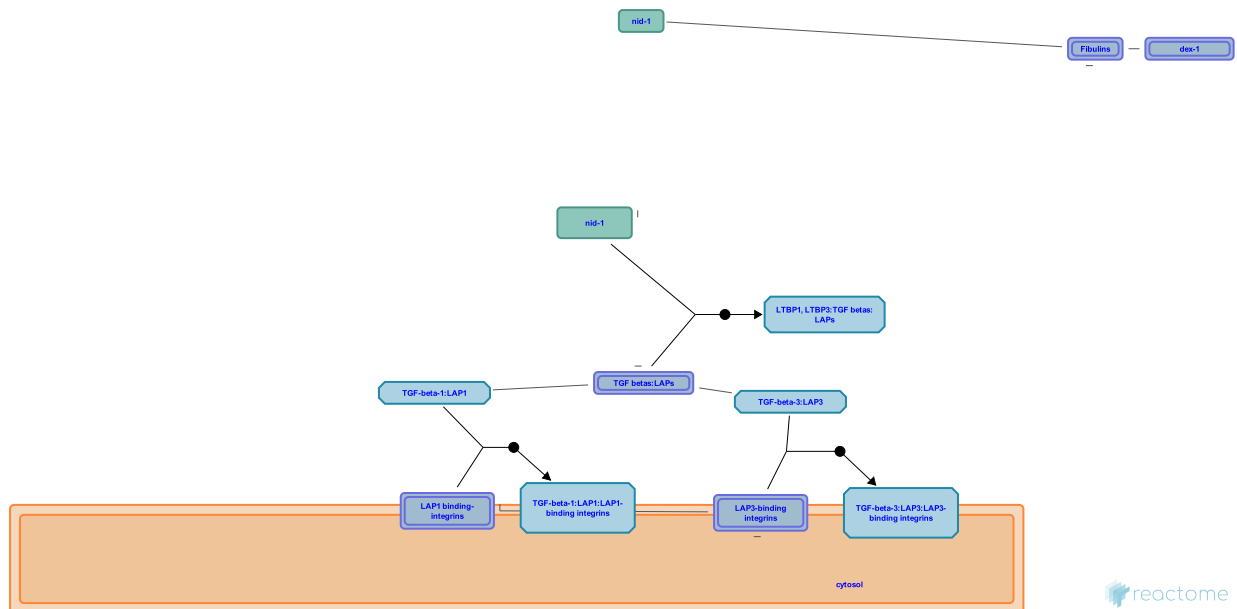 nid-1
Fibulins
dex-1
nid-1
LTBP1, LTBP3:TGF betas:
LAPs
TGF betas:LAPs
TGF-beta-1:LAP1
TGF-beta-3:LAP3
LAP1 binding-
integrins
TGF-beta-1:LAP1:LAP1-
binding integrins
LAP3-binding
integrins
TGF-beta-3:LAP3:LAP3-
binding integrins
cytosol
reactome